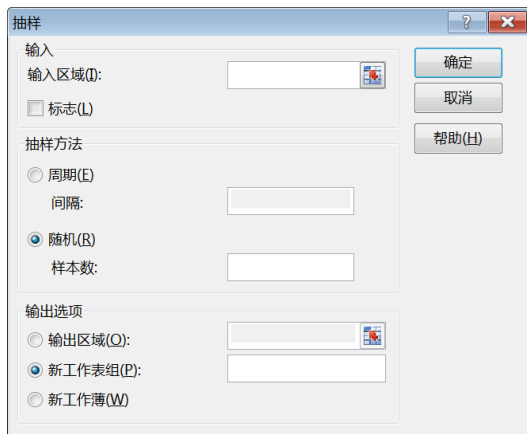 抽样
输入
输入区域(I):
标志(L)
抽样方法
周期(E)
间隔:
随机(R)
样本数:
输出选项
输出区域(O):
新工作表组(P):
新工作薄(W)
确定
取消
帮助(H)